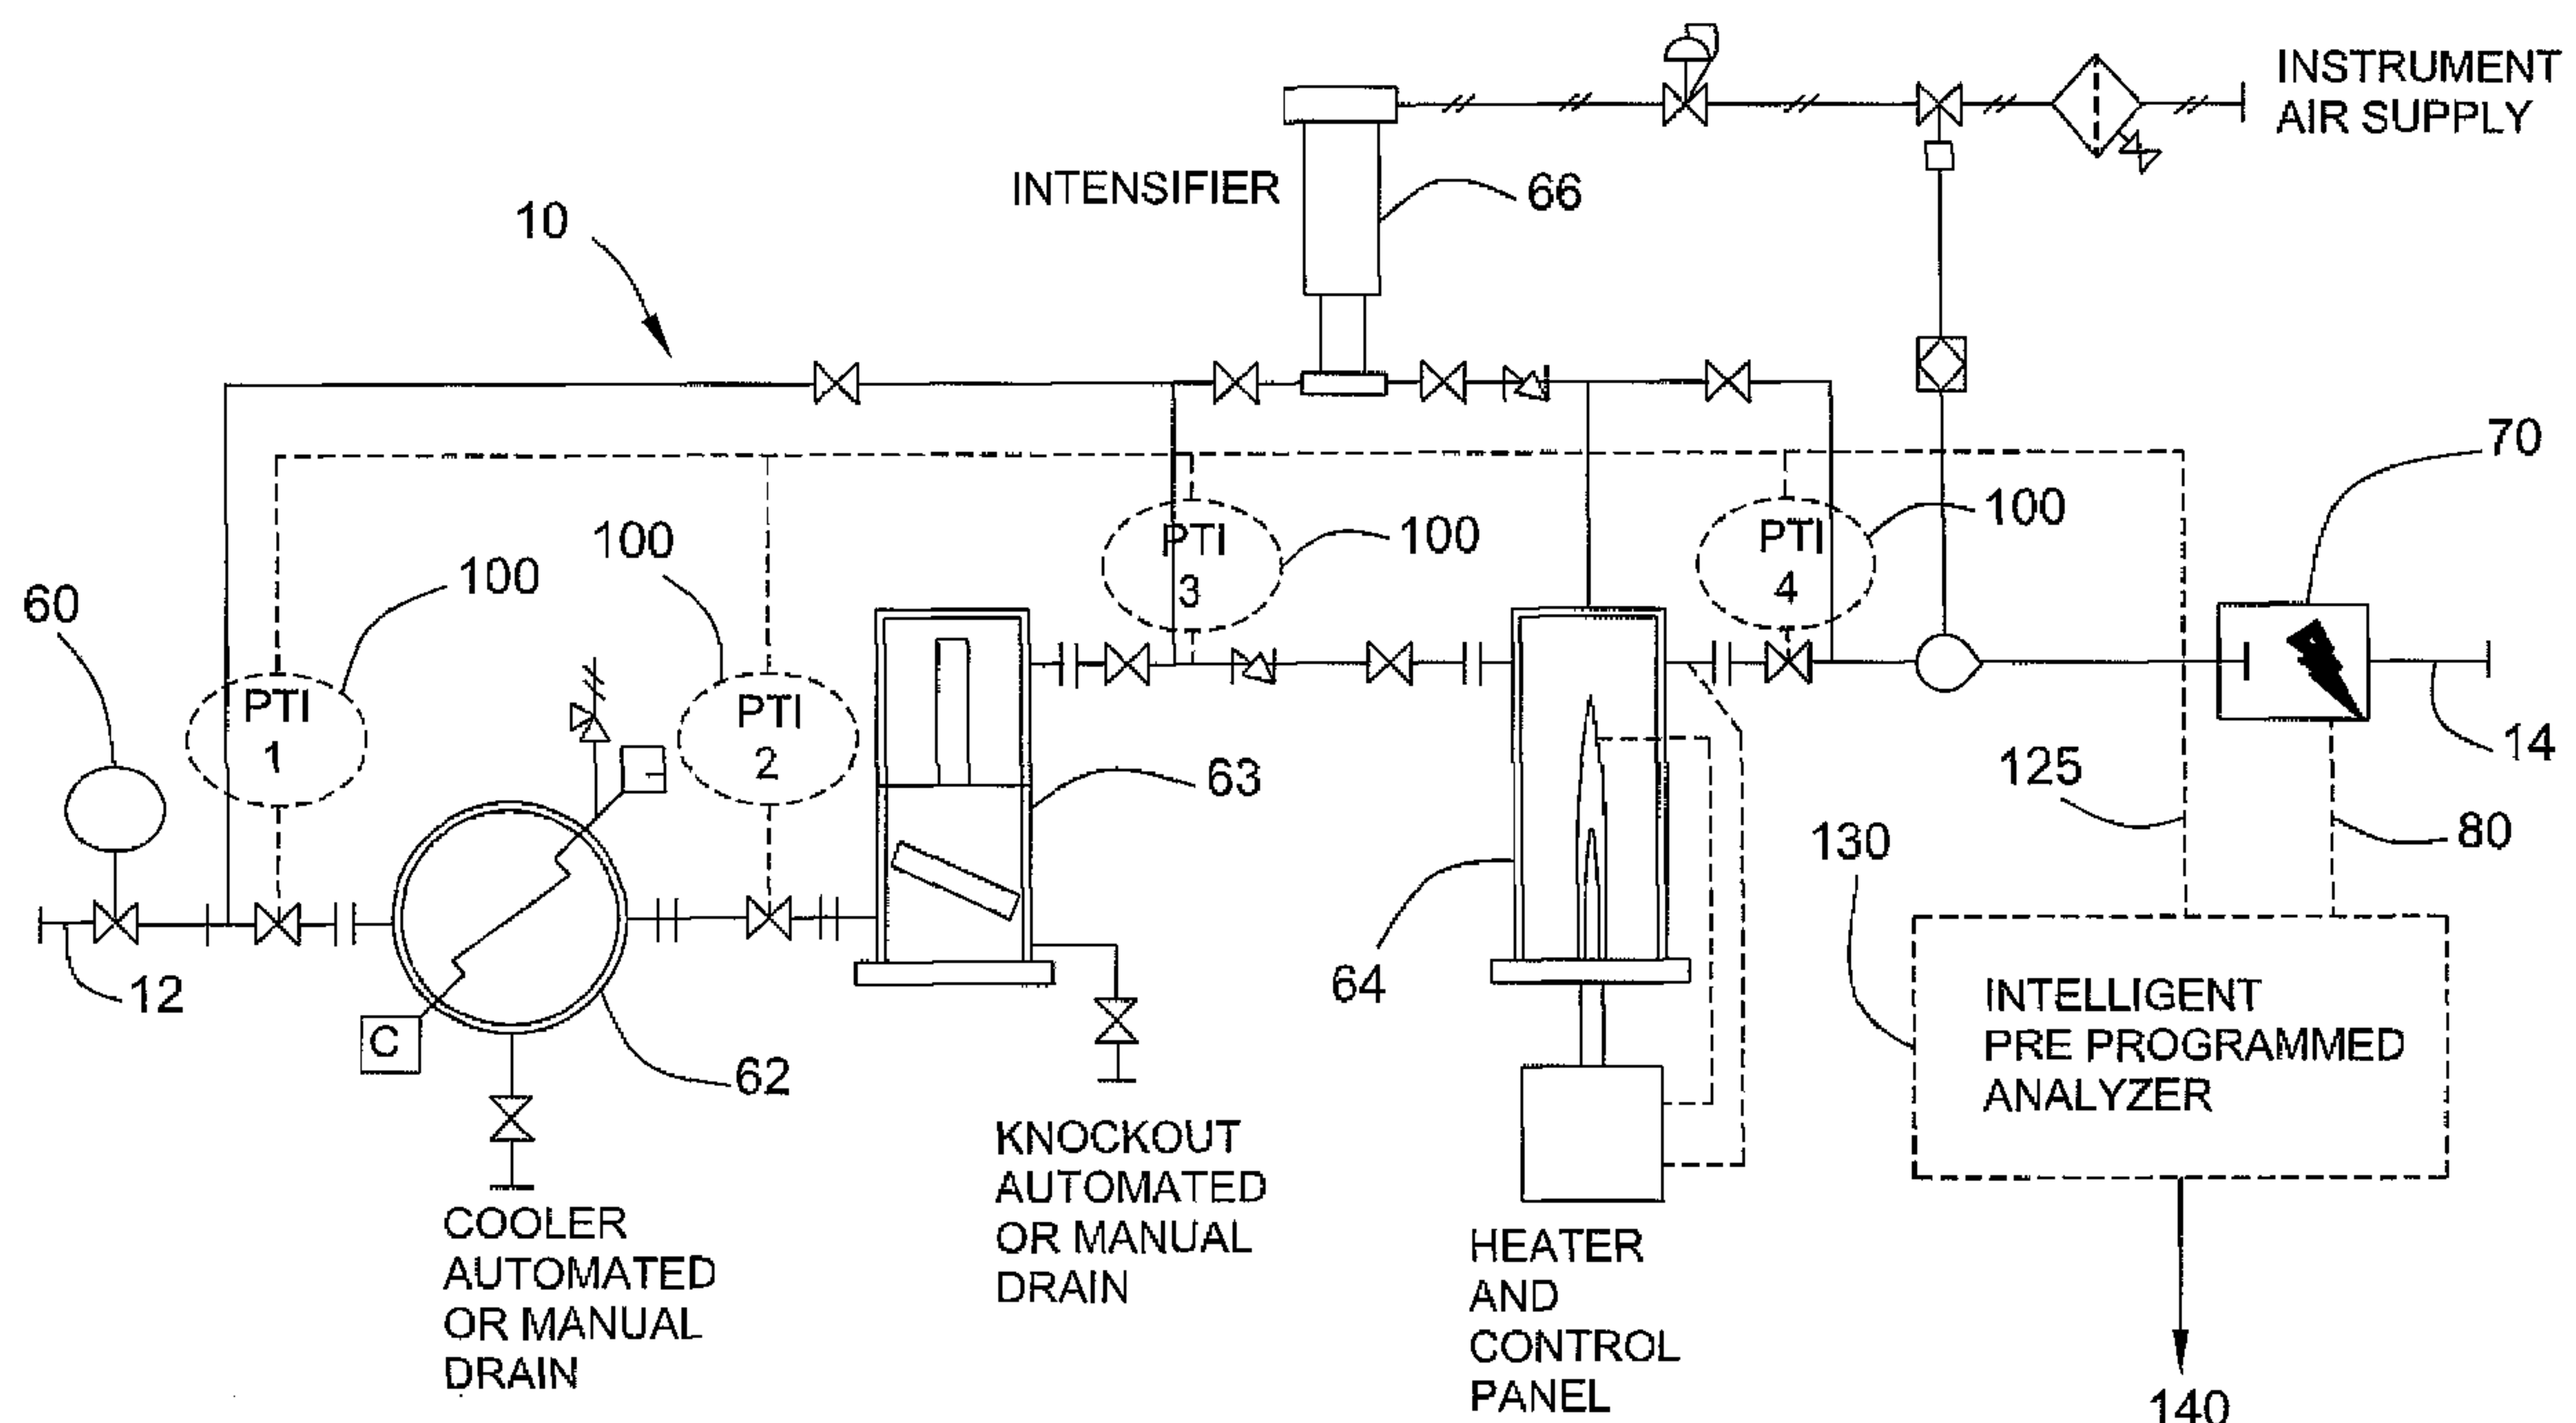 INSTRUMENT
AIR SUPPLY
INTENSIFIER
66
10
70
100
100
100
100
60
PTI
1
PTI
2
PTI
3
PTI
4
63
14
125
130
80
12
C
62
64
INTELLIGENT
PRE PROGRAMMED
ANALYZER
KNOCKOUT
AUTOMATED
OR MANUAL
DRAIN
COOLER
AUTOMATED
OR MANUAL
DRAIN
HEATER
AND
CONTROL
PANEL
140